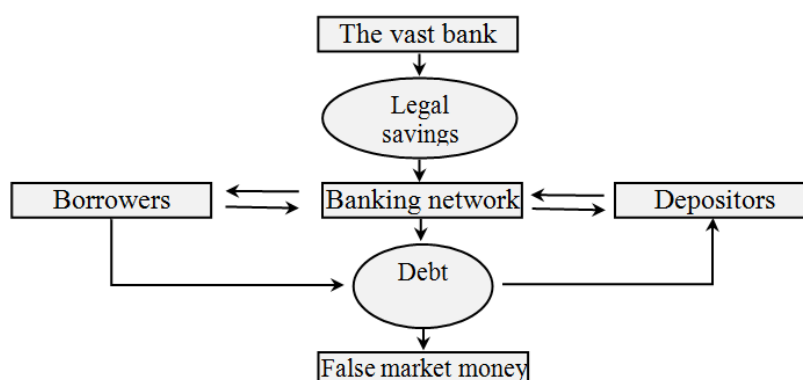 The vast bank
Legal
savings
Borrowers
Banking network
Depositors
Debt
False market money